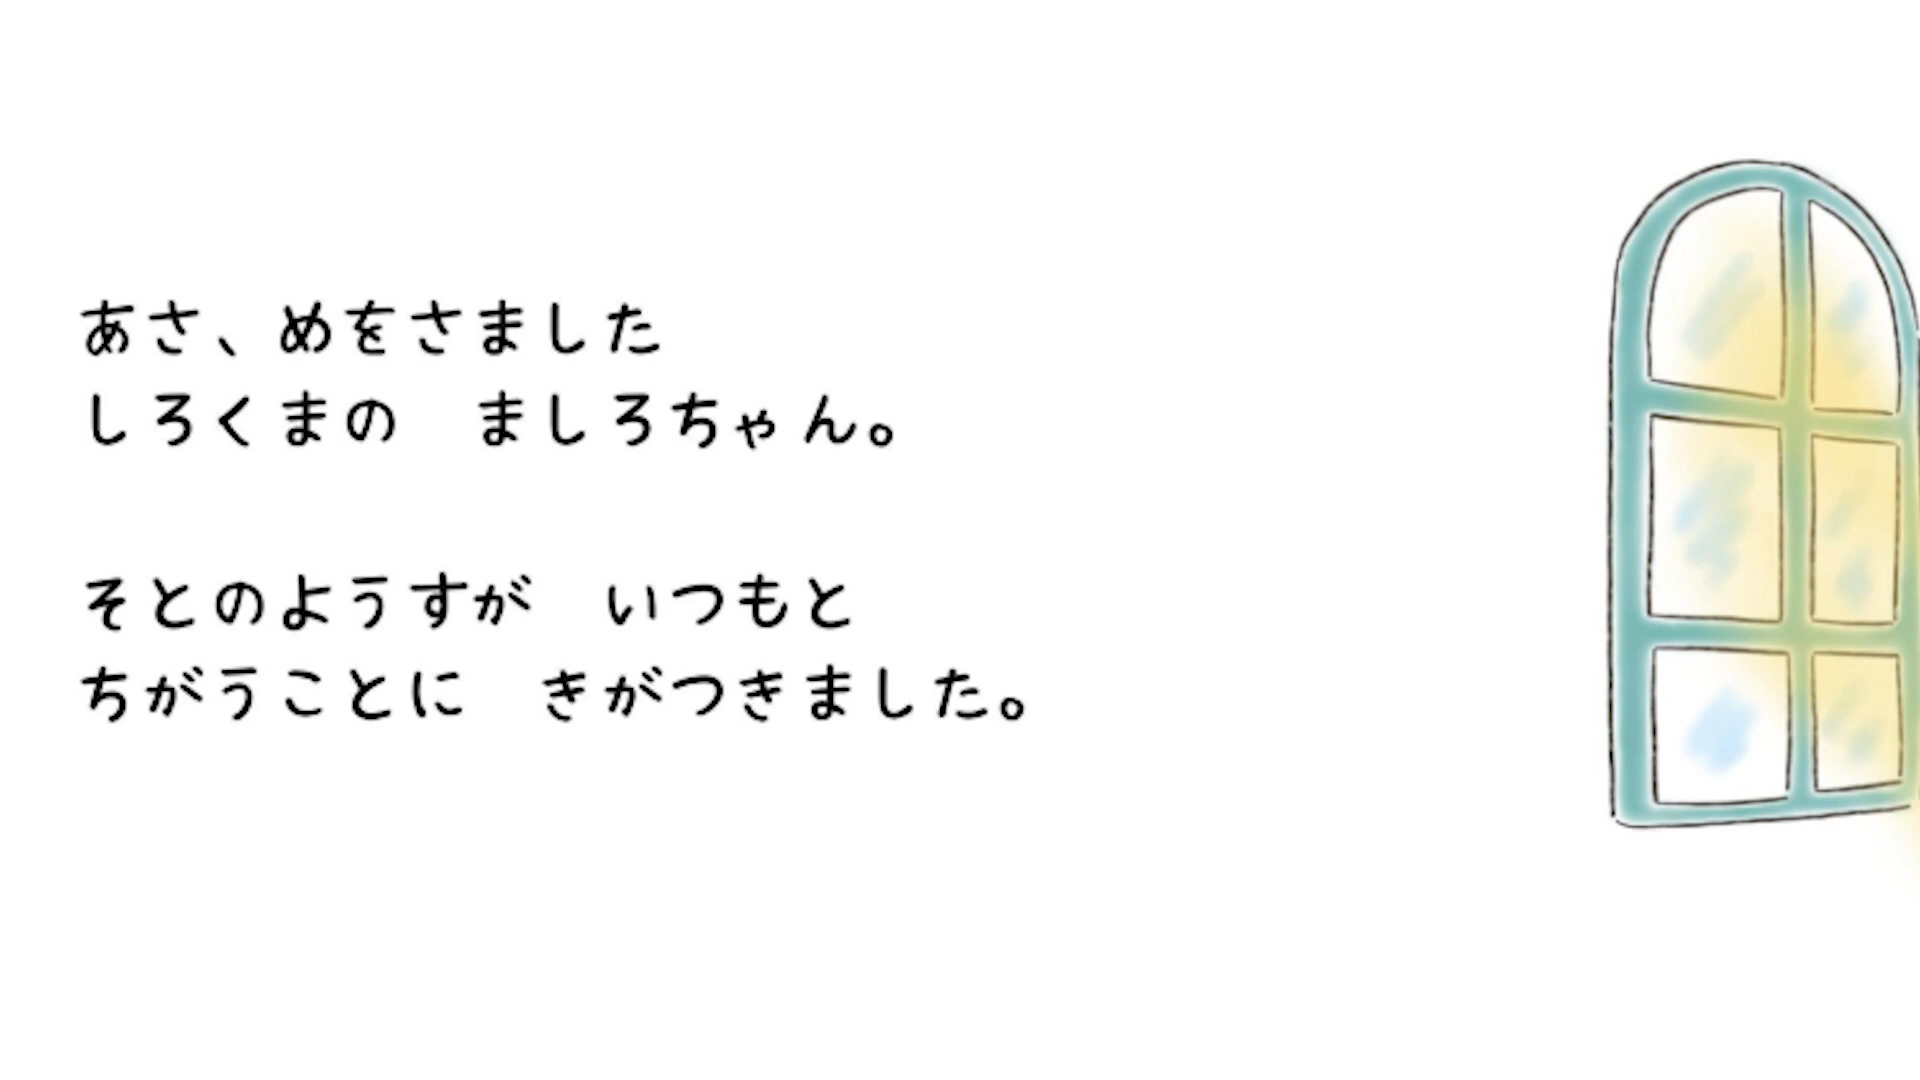 あさ、めをさました
しろくまの　ましろちゃん。
そとのようすが　いつもと
ちがうことに　きがつきました。